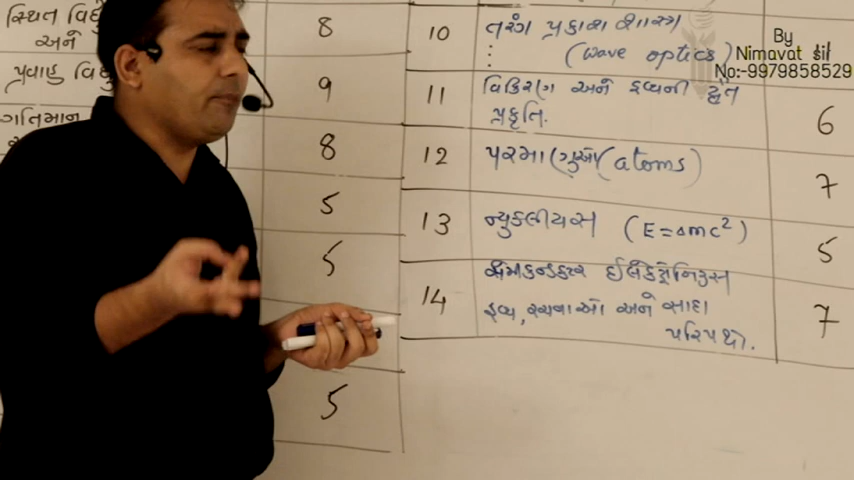 સ્થિત વિદ્યુ
અને
પ્રવાહ વિદ્યુ
ગતિમાન
8
9
8
5
5
5
10 તરંગ પ્રકાશ શાસ્ત્ર
(wave optics)
11 વિકિરણ અને દ્રવ્યની દ્વૈત
પ્રકૃતિ. 6
12 પરમાણુઓ (atoms) 7
13 ન્યુક્લીયસ (E=Δmc²) 5
સેમિકન્ડક્ટર ઈલેક્ટ્રોનિક્સ
14 દ્રવ્ય, રચનાઓ અને સાદા 7
પરિપથો.
By
Nimavat sir
No:-9979858529